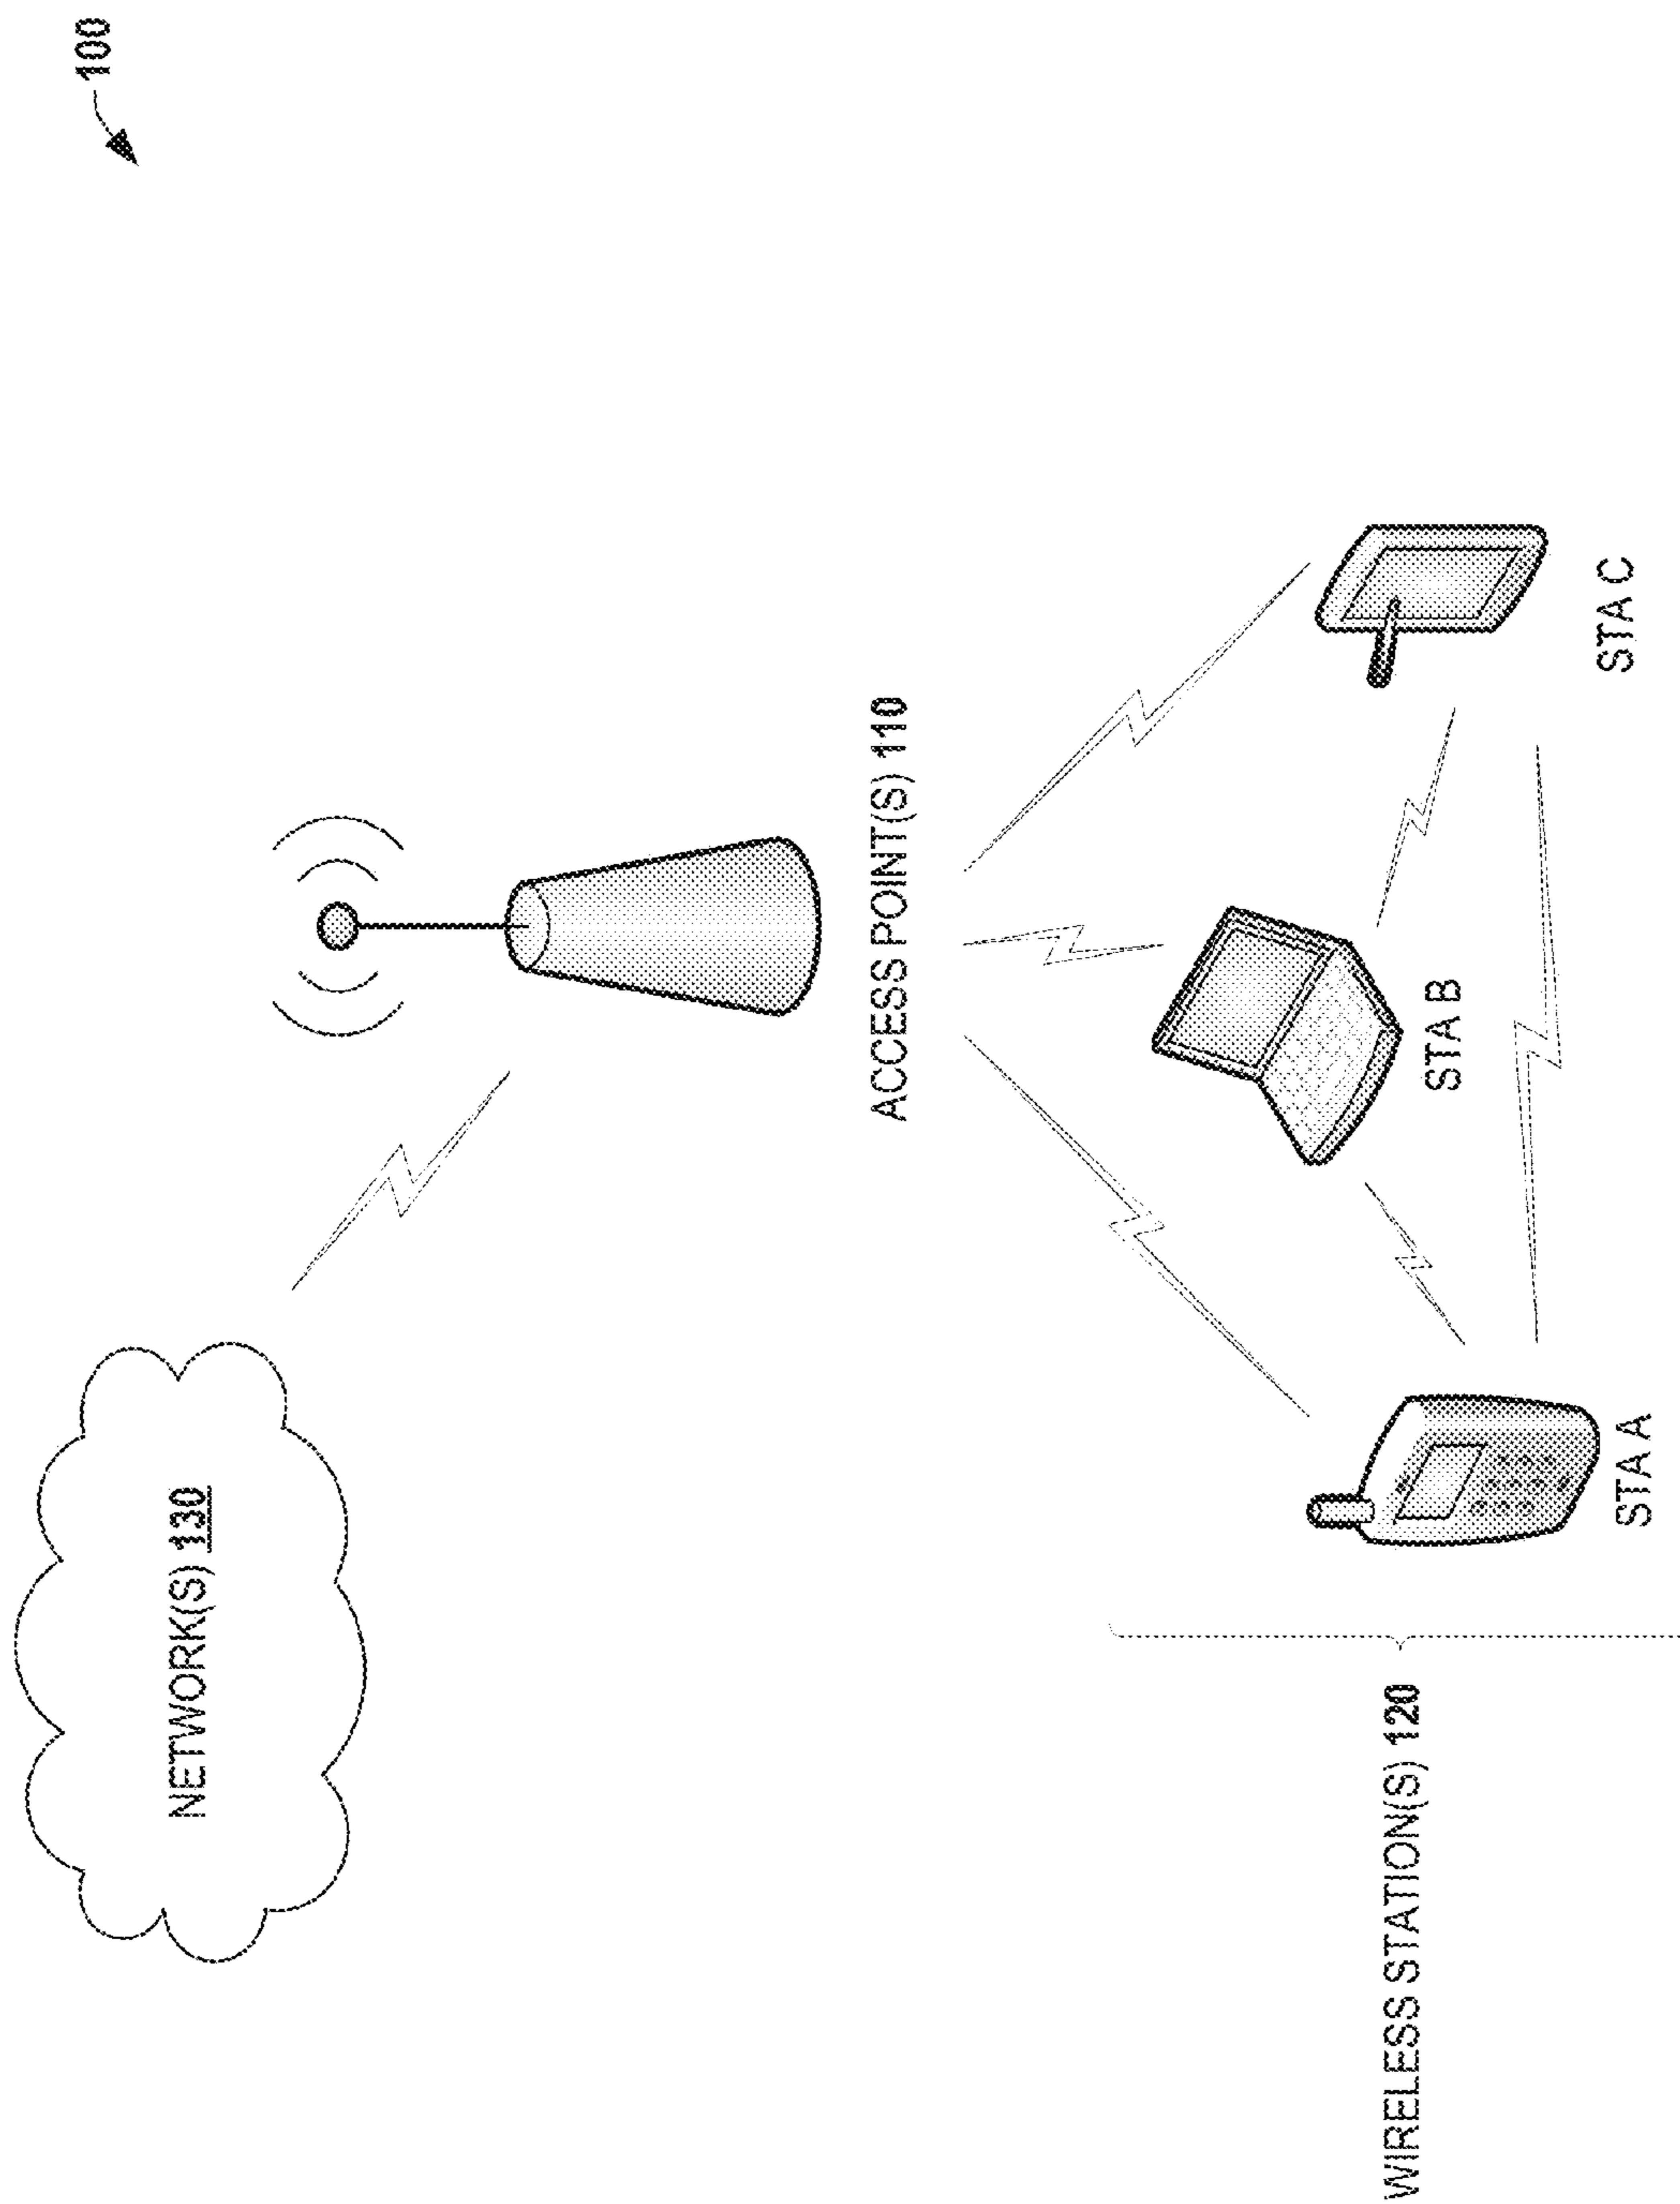 100
NETWORK(S) 130
ACCESS POINT(S) 110
WIRELESS STATION(S) 120
STA A
STA B
STA C